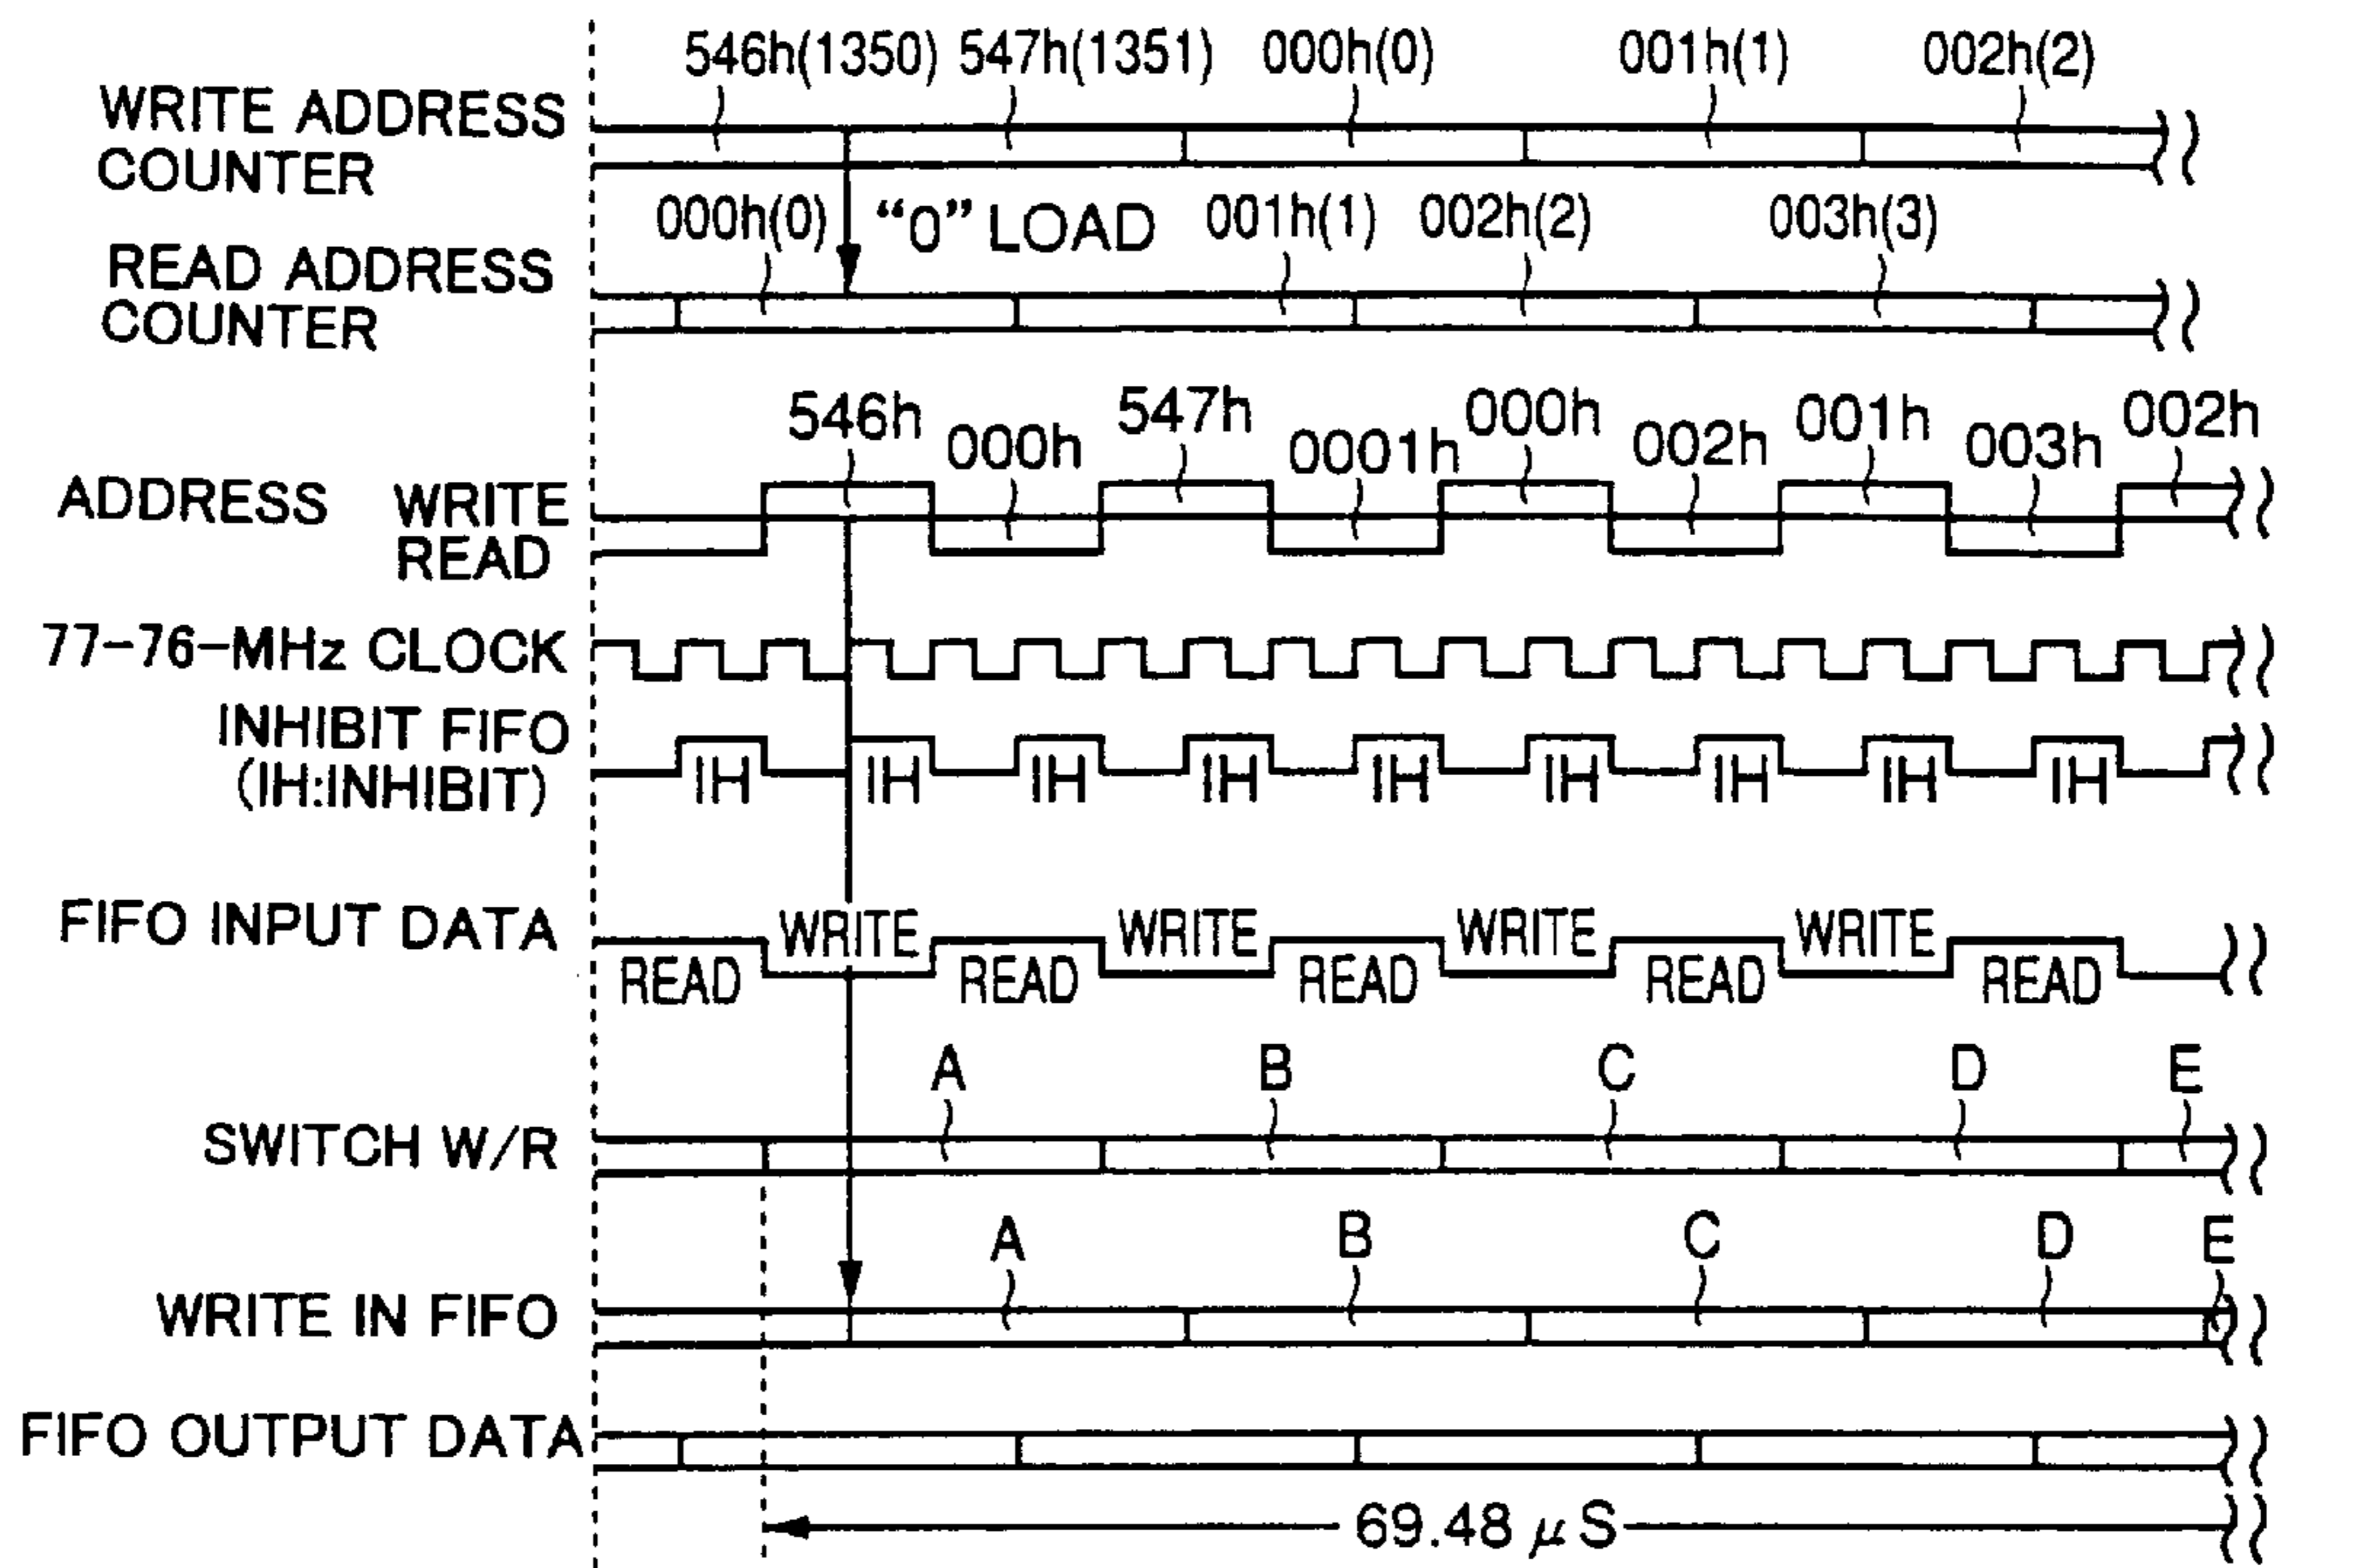 546h(1350) 547h(1351) 000h(0) 001h(1) 002h(2)
WRITE ADDRESS
COUNTER
000h(0) "0" LOAD 001h(1) 002h(2) 003h(3)
READ ADDRESS
COUNTER
546h 000h 547h 0001h 000h 002h 001h 003h 002h
ADDRESS WRITE
READ
77-76-MHz CLOCK
INHIBIT FIFO
(IH:INHIBIT)
IH IH IH IH IH IH IH IH IH
FIFO INPUT DATA
WRITE WRITE WRITE WRITE
READ READ READ READ READ
A B C D E
SWITCH W/R
A B C D E
WRITE IN FIFO
FIFO OUTPUT DATA
69.48 μS